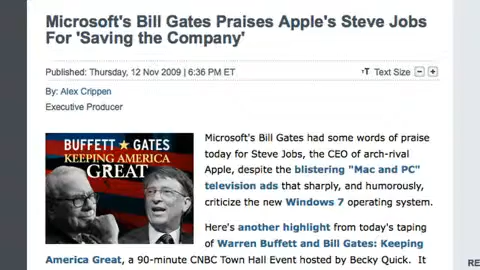 Microsoft's Bill Gates Praises Apple's Steve Jobs
For 'Saving the Company'
Published: Thursday, 12 Nov 2009 | 6:36 PM ET
тT Text Size
By: Alex Crippen
Executive Producer
BUFFETT ★ GATES
KEEPING AMERICA
GREAT
Microsoft's Bill Gates had some words of praise
today for Steve Jobs, the CEO of arch-rival
Apple, despite the blistering "Mac and PC"
television ads that sharply, and humorously,
criticize the new Windows 7 operating system.
Here's another highlight from today's taping
of Warren Buffett and Bill Gates: Keeping
America Great, a 90-minute CNBC Town Hall Event hosted by Becky Quick. It
RE